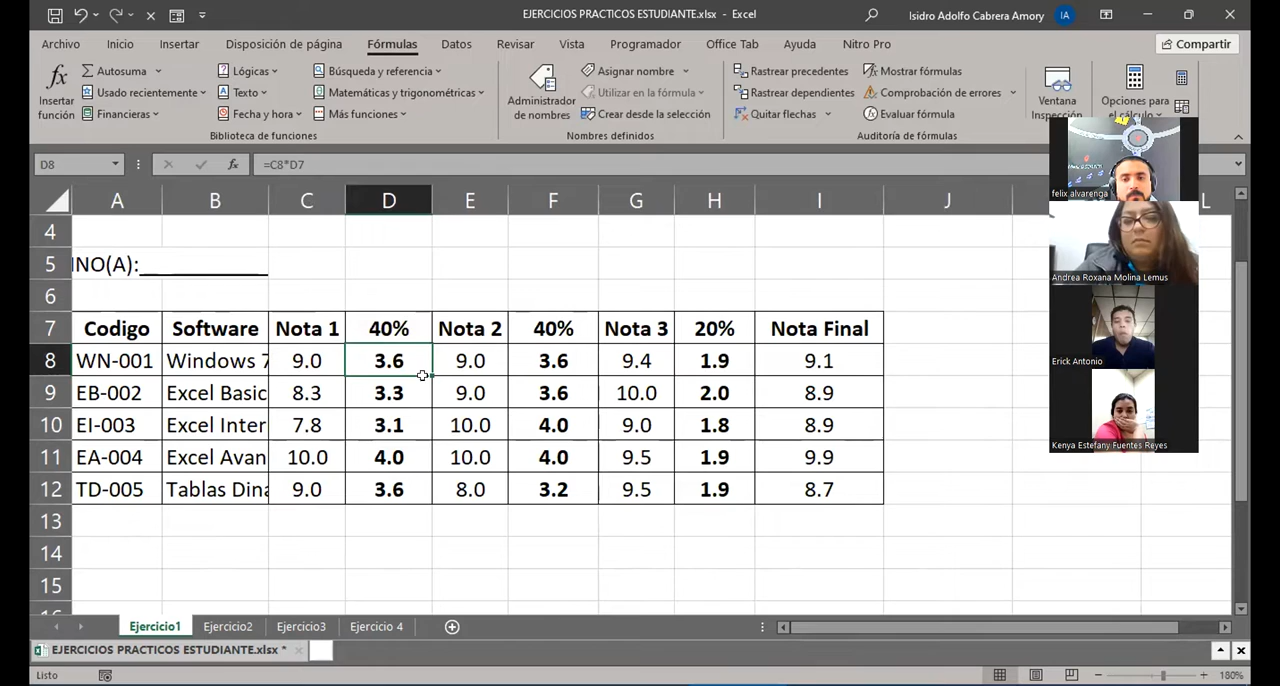 EJERCICIOS PRACTICOS ESTUDIANTE.xlsx - Excel
Isidro Adolfo Cabrera Amory
IA
Archivo Inicio Insertar Disposición de página Fórmulas Datos Revisar Vista Programador Office Tab Ayuda Nitro Pro Compartir
fx
Insertar
función
Autosuma
Usado recientemente
Financieras
Lógicas
Texto
Fecha y hora
Búsqueda y referencia
Matemáticas y trigonométricas
Más funciones
Biblioteca de funciones
Administrador
de nombres
Asignar nombre
Utilizar en la fórmula
Crear desde la selección
Nombres definidos
Rastrear precedentes
Rastrear dependientes
Quitar flechas
Mostrar fórmulas
Comprobación de errores
Evaluar fórmula
Auditoría de fórmulas
Ventana
Inspección
Opciones para
el cálculo
D8 fx =C8*D7
A B C D E F G H I J L
4
5 NO(A):___________
6
7 Codigo Software Nota 1 40% Nota 2 40% Nota 3 20% Nota Final
8 WN-001 Windows 7 9.0 3.6 9.0 3.6 9.4 1.9 9.1
9 EB-002 Excel Basic 8.3 3.3 9.0 3.6 10.0 2.0 8.9
10 EI-003 Excel Inter 7.8 3.1 10.0 4.0 9.0 1.8 8.9
11 EA-004 Excel Avan 10.0 4.0 10.0 4.0 9.5 1.9 9.9
12 TD-005 Tablas Dina 9.0 3.6 8.0 3.2 9.5 1.9 8.7
13
14
15
felix alvarenga
Andrea Roxana Molina Lemus
Erick Antonio
Kenya Estefany Fuentes Reyes
Ejercicio1 Ejercicio2 Ejercicio3 Ejercicio 4
EJERCICIOS PRACTICOS ESTUDIANTE.xlsx *
Listo
180%